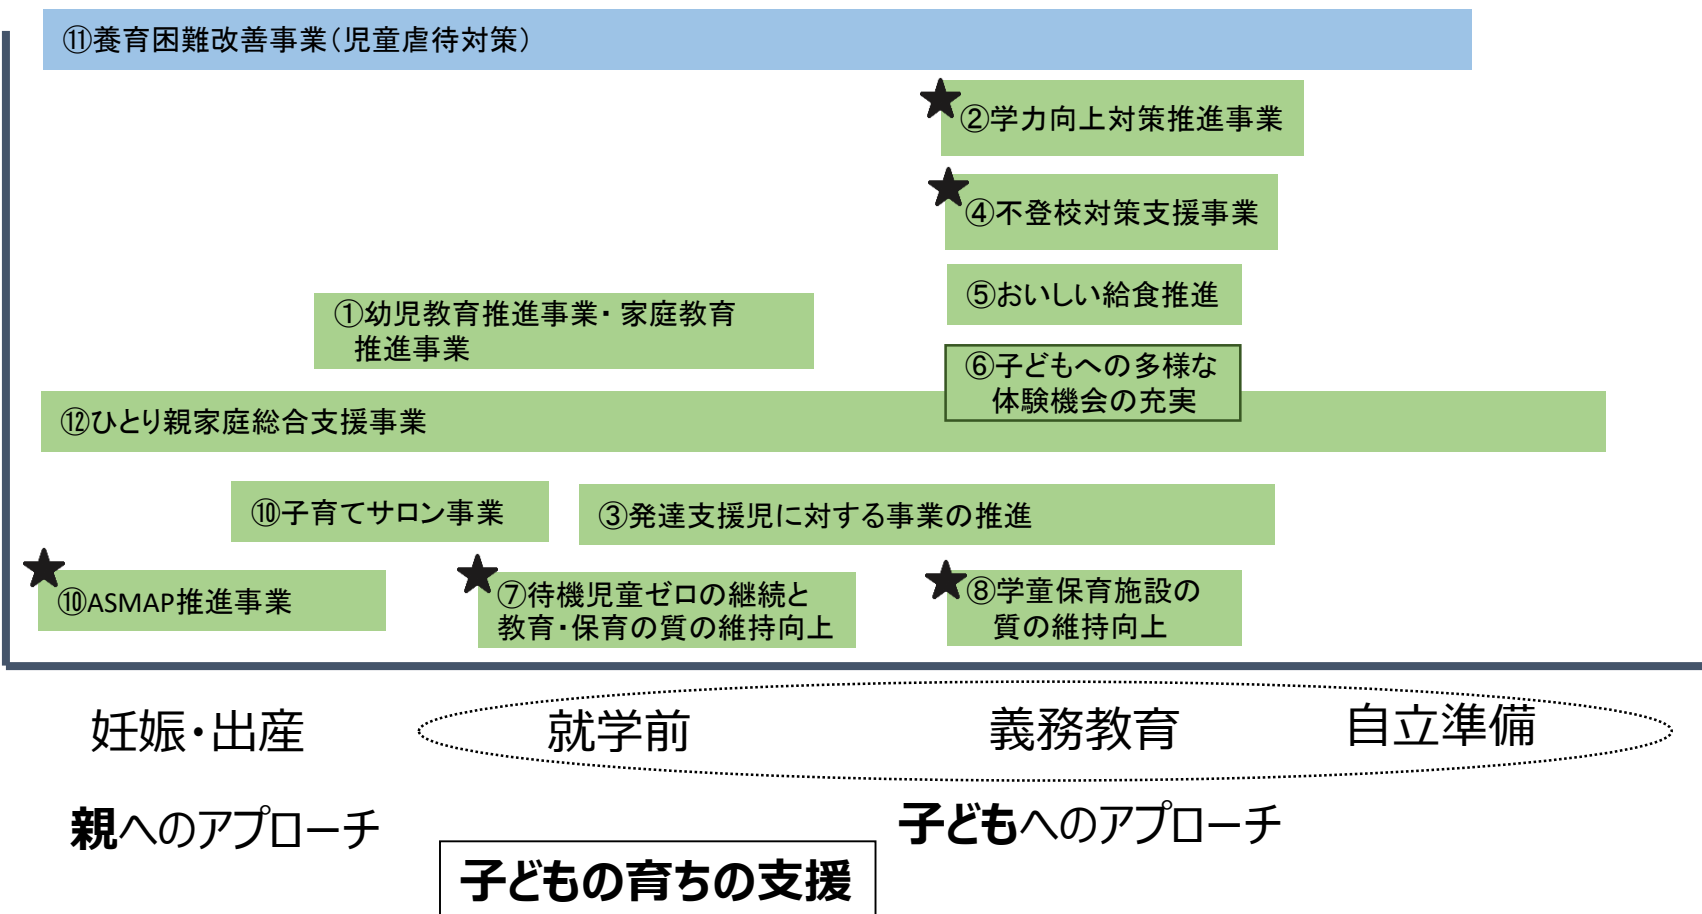 ⑪養育困難改善事業(児童虐待対策)
②学力向上対策推進事業
④不登校対策支援事業
⑤おいしい給食推進
①幼児教育推進事業・家庭教育
推進事業
⑥子どもへの多様な
体験機会の充実
⑫ひとり親家庭総合支援事業
⑩子育てサロン事業
③発達支援児に対する事業の推進
⑩ASMAP推進事業
⑦待機児童ゼロの継続と
教育・保育の質の維持向上
⑧学童保育施設の
質の維持向上
妊娠・出産
就学前
義務教育
自立準備
親へのアプローチ
子どもへのアプローチ
子どもの育ちの支援